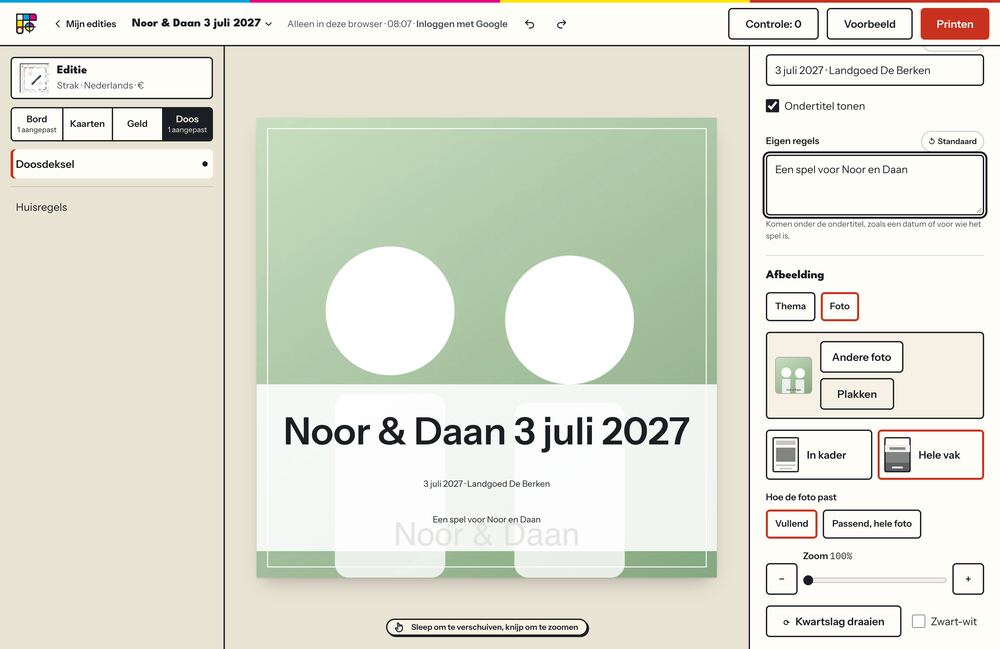 Mijn edities
Noor & Daan 3 juli 2027
Alleen in deze browser · 08:07 · Inloggen met Google
Controle: 0
Voorbeeld
Printen
Editie
Strak · Nederlands · €
Bord
1 aangepast
Kaarten
Geld
Doos
1 aangepast
Doosdeksel
Huisregels
Noor & Daan 3 juli 2027
3 juli 2027 · Landgoed De Berken
Een spel voor Noor en Daan
Noor & Daan
Sleep om te verschuiven, knijp om te zoomen
3 juli 2027 · Landgoed De Berken
Ondertitel tonen
Eigen regels
Standaard
Een spel voor Noor en Daan
Komen onder de ondertitel, zoals een datum of voor wie het
spel is.
Afbeelding
Thema
Foto
Andere foto
Plakken
In kader
Hele vak
Hoe de foto past
Vullend
Passend, hele foto
Zoom 100%
−
+
Kwartslag draaien
Zwart-wit